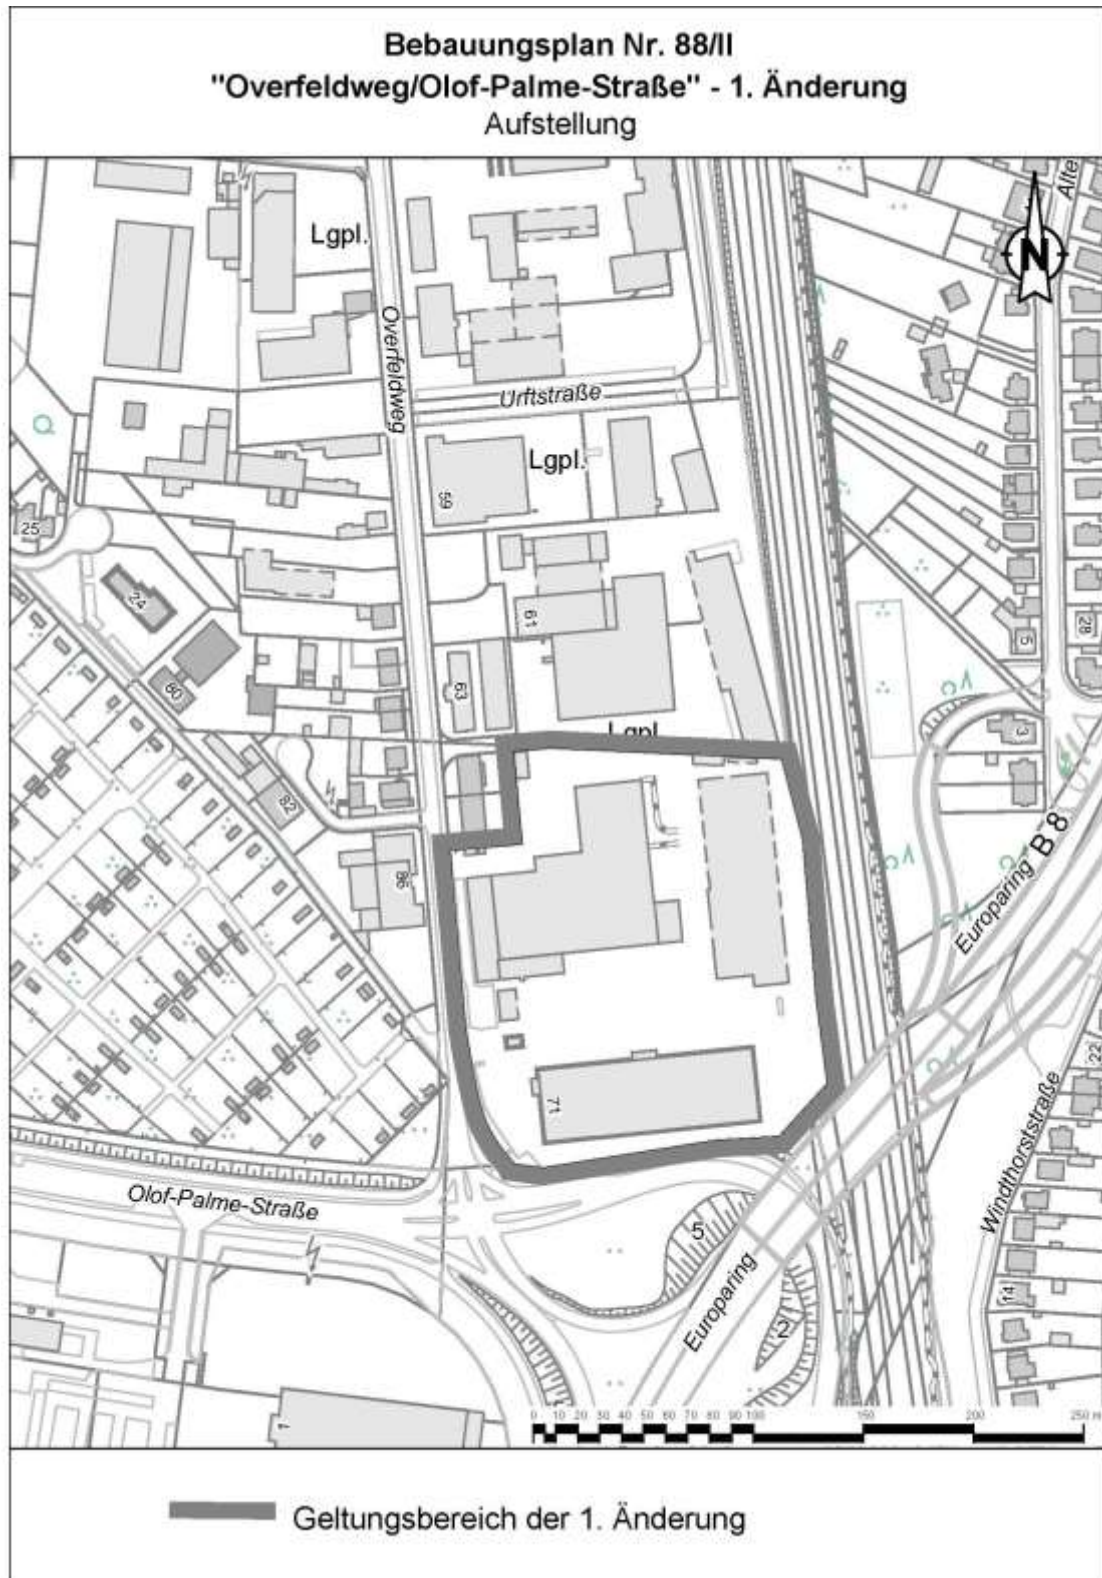 Bebauungsplan Nr. 88/II
"Overfeldweg/Olof-Palme-Straße" - 1. Änderung
Aufstellung
Alte
Lgpl.
N
Overfeldweg
Urftstraße
Lgpl.
59
25
24
61
28
5
60
63
Lgpl.
3
82
B 8
86
Europaring
22
71
Windthorststraße
Olof-Palme-Straße
5
14
Europaring
2
0 10 20 30 40 50 60 70 80 90 100 150 200 250 m
1
Geltungsbereich der 1. Änderung